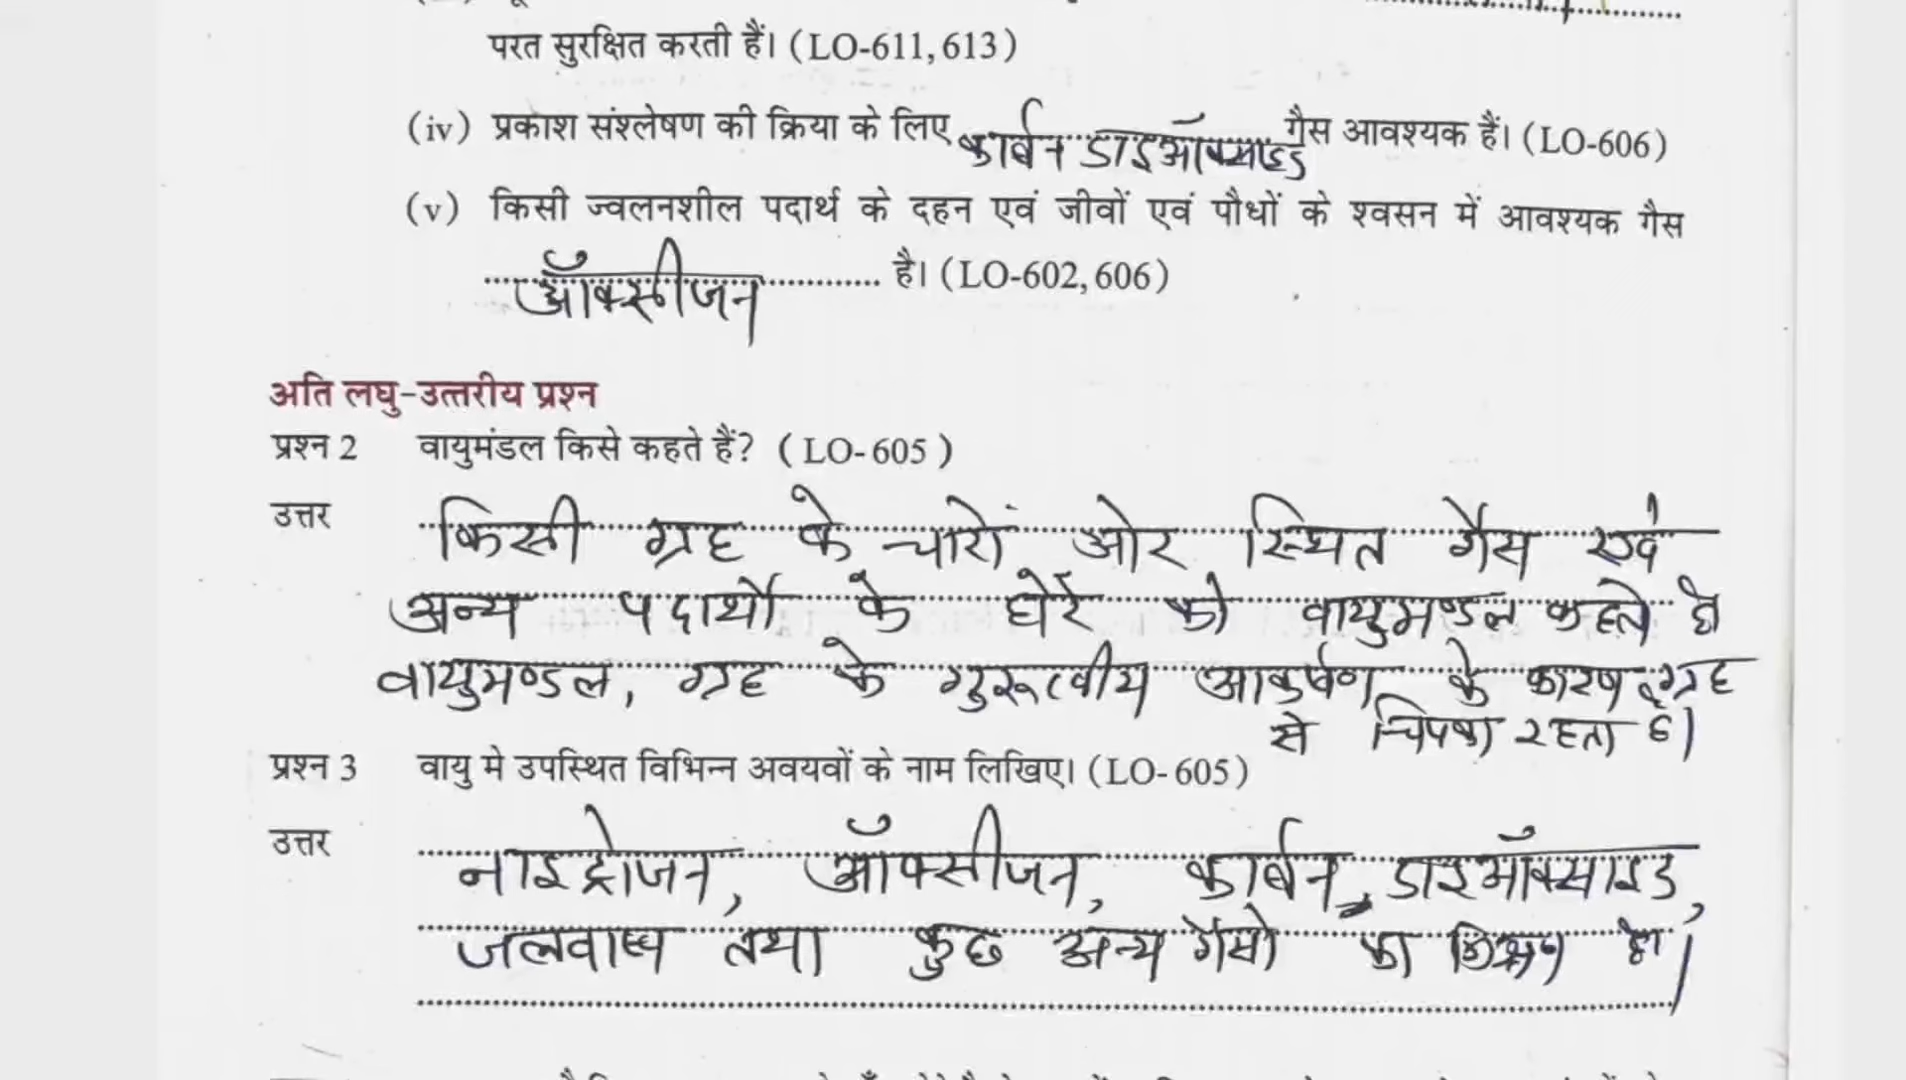 परत सुरक्षित करती हैं। (LO-611, 613)
(iv) प्रकाश संश्लेषण की क्रिया के लिए कार्बन डाइऑक्साइड गैस आवश्यक हैं। (LO-606)
(v) किसी ज्वलनशील पदार्थ के दहन एवं जीवों एवं पौधों के श्वसन में आवश्यक गैस
ऑक्सीजन है। (LO-602, 606)
अति लघु-उत्तरीय प्रश्न
प्रश्न 2 वायुमंडल किसे कहते हैं? (LO-605)
उत्तर किसी ग्रह के चारों ओर स्थित गैस एवं
अन्य पदार्थों के घेरे को वायुमण्डल कहते है
वायुमण्डल, ग्रह के गुरूत्वीय आकर्षण के कारण ग्रह
से चिपका रहता है।
प्रश्न 3 वायु मे उपस्थित विभिन्न अवयवों के नाम लिखिए। (LO-605)
उत्तर नाइट्रोजन, ऑक्सीजन, कार्बन डाइऑक्साइड,
जलवाष्प तथा कुछ अन्य गैसो का मिश्रण है।